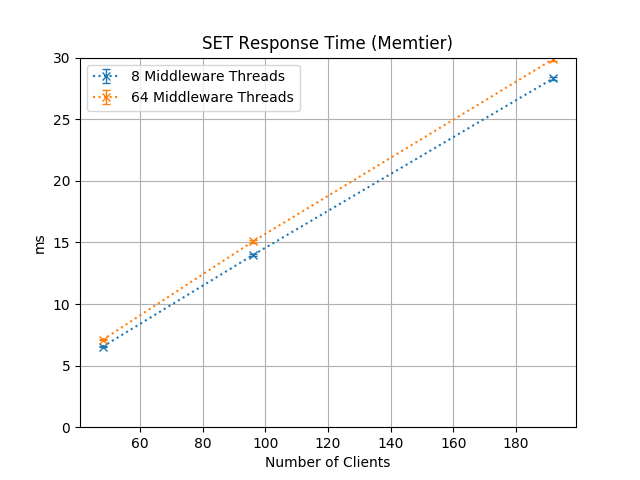 SET Response Time (Memtier)
8 Middleware Threads
64 Middleware Threads
30
25
20
15
10
5
0
ms
60 80 100 120 140 160 180
Number of Clients